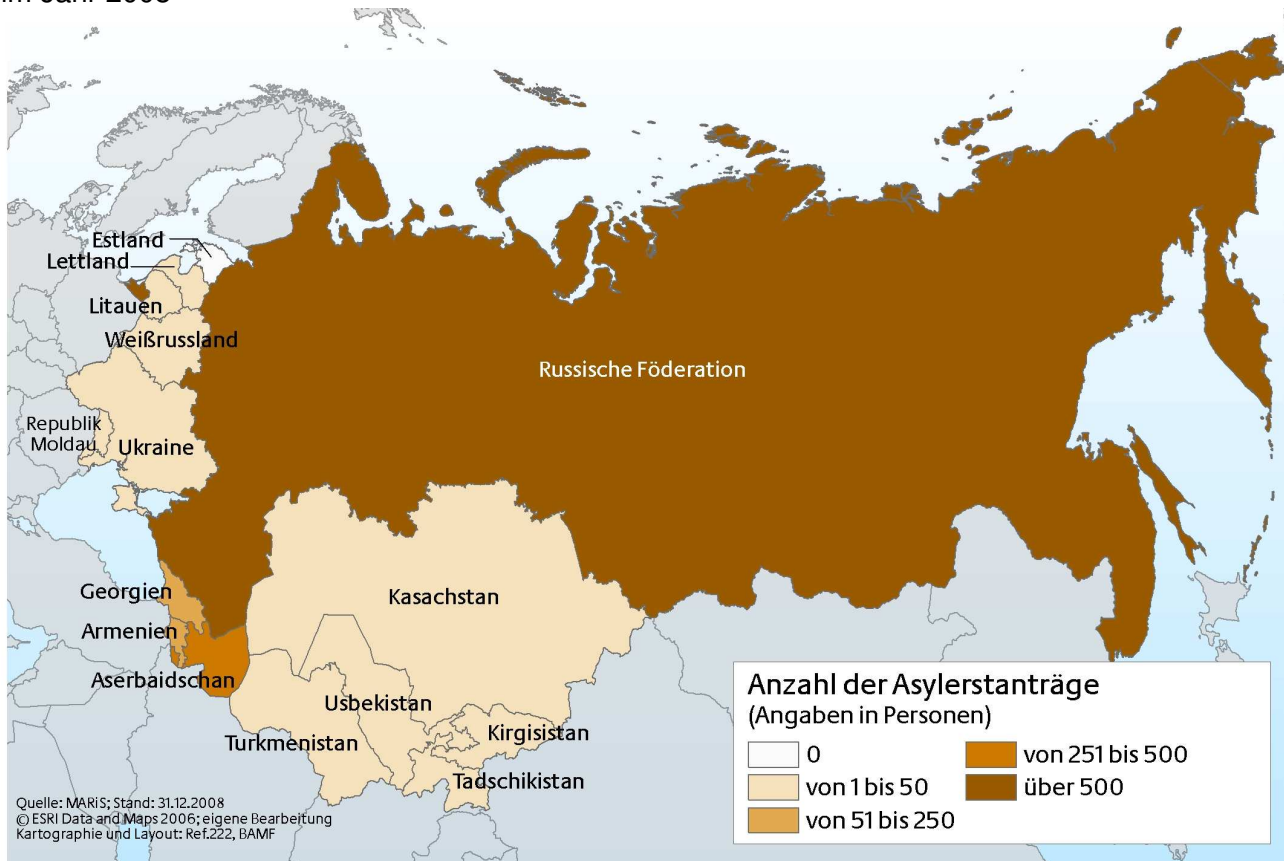 im Jahr 2008
Estland
Lettland
Litauen
Weißrussland
Russische Föderation
Republik
Moldau
Ukraine
Georgien
Kasachstan
Armenien
Aserbaidschan
Usbekistan
Turkmenistan
Kirgisistan
Tadschikistan
Anzahl der Asylerstanträge
(Angaben in Personen)
0
von 1 bis 50
von 51 bis 250
von 251 bis 500
über 500
Quelle: MARiS; Stand: 31.12.2008
© ESRI Data and Maps 2006; eigene Bearbeitung
Kartographie und Layout: Ref.222, BAMF